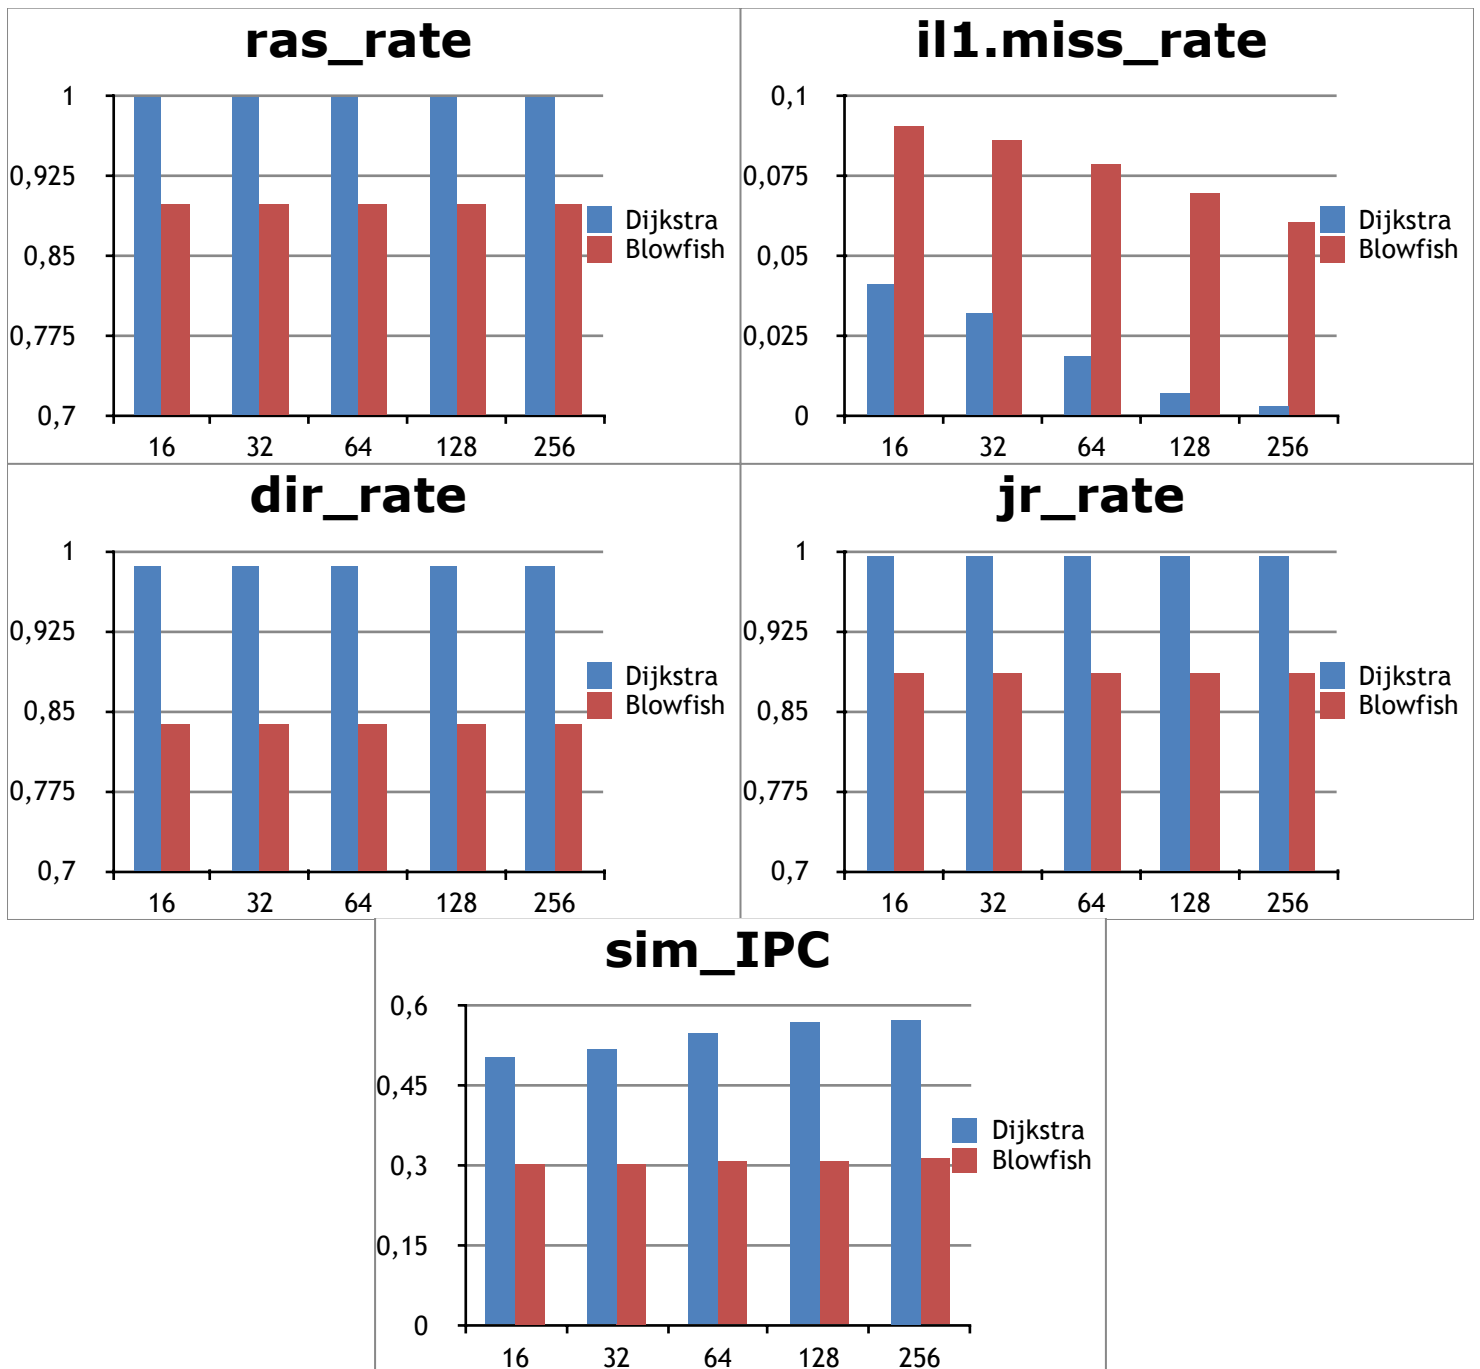 ras_rate
1
0,925
0,85
0,775
0,7
16 32 64 128 256
Dijkstra
Blowfish
il1.miss_rate
0,1
0,075
0,05
0,025
0
16 32 64 128 256
Dijkstra
Blowfish
dir_rate
1
0,925
0,85
0,775
0,7
16 32 64 128 256
Dijkstra
Blowfish
jr_rate
1
0,925
0,85
0,775
0,7
16 32 64 128 256
Dijkstra
Blowfish
sim_IPC
0,6
0,45
0,3
0,15
0
16 32 64 128 256
Dijkstra
Blowfish